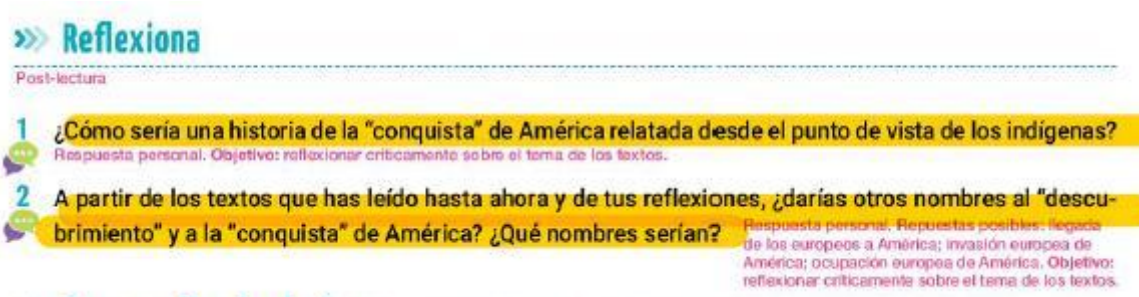 Reflexiona
Post-lectura
1 ¿Cómo sería una historia de la "conquista" de América relatada desde el punto de vista de los indígenas?
Respuesta personal. Objetivo: reflexionar críticamente sobre el tema de los textos.
2 A partir de los textos que has leído hasta ahora y de tus reflexiones, ¿darías otros nombres al "descu-
brimiento" y a la "conquista" de América? ¿Qué nombres serían?
Respuesta personal. Repuestas posibles: llegada
de los europeos a América; invasión europea de
América; ocupación europea de América. Objetivo:
reflexionar críticamente sobre el tema de los textos.